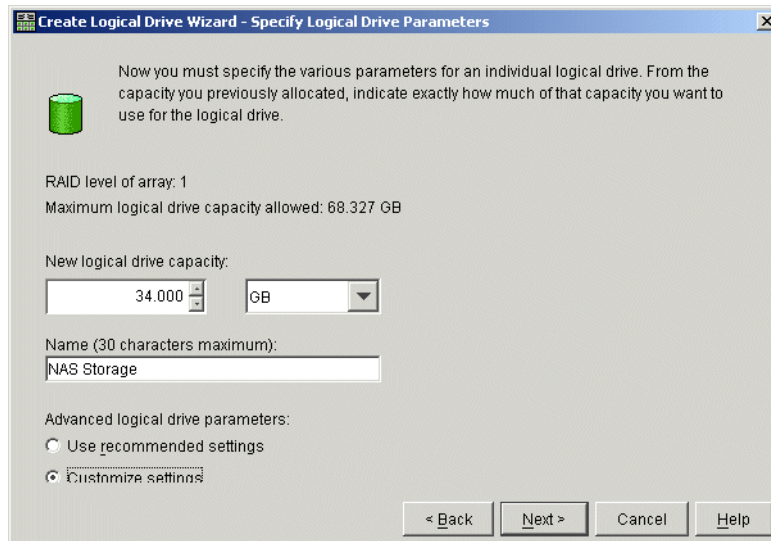 Create Logical Drive Wizard - Specify Logical Drive Parameters
Now you must specify the various parameters for an individual logical drive. From the
capacity you previously allocated, indicate exactly how much of that capacity you want to
use for the logical drive.
RAID level of array: 1
Maximum logical drive capacity allowed: 68.327 GB
New logical drive capacity:
34.000 GB
Name (30 characters maximum):
NAS Storage
Advanced logical drive parameters:
Use recommended settings
Customize settings
< Back Next > Cancel Help